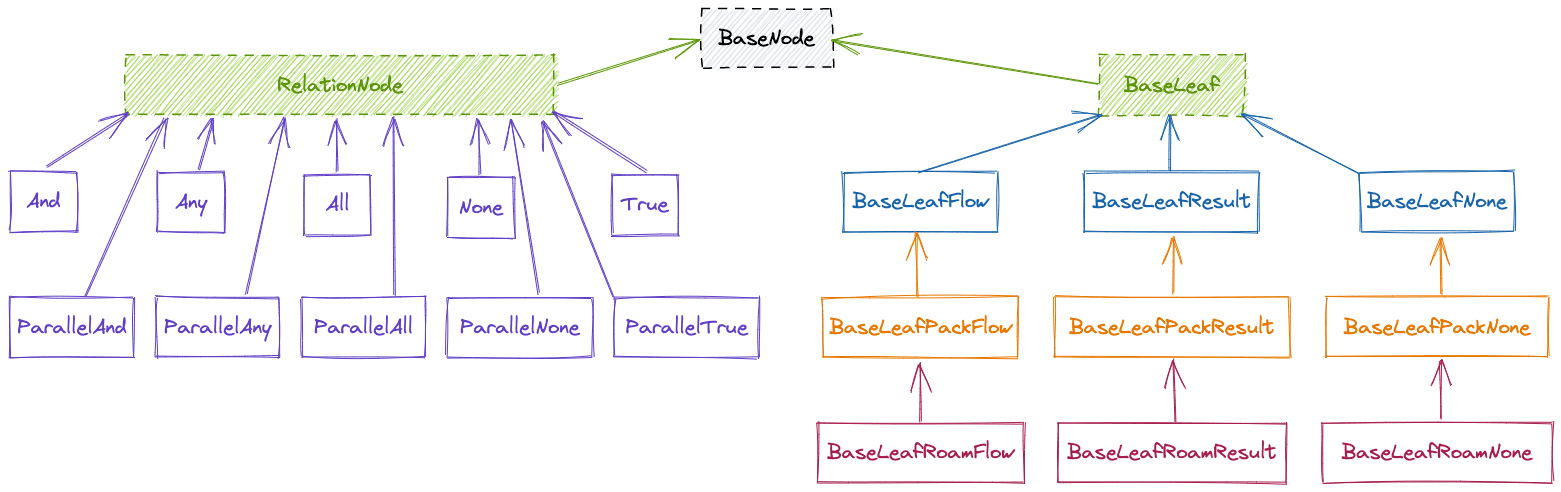 BaseNode
RelationNode
BaseLeaf
And
Any
All
None
True
BaseLeafFlow
BaseLeafResult
BaseLeafNone
ParallelAnd
ParallelAny
ParallelAll
ParallelNone
ParallelTrue
BaseLeafPackFlow
BaseLeafPackResult
BaseLeafPackNone
BaseLeafRoamFlow
BaseLeafRoamResult
BaseLeafRoamNone